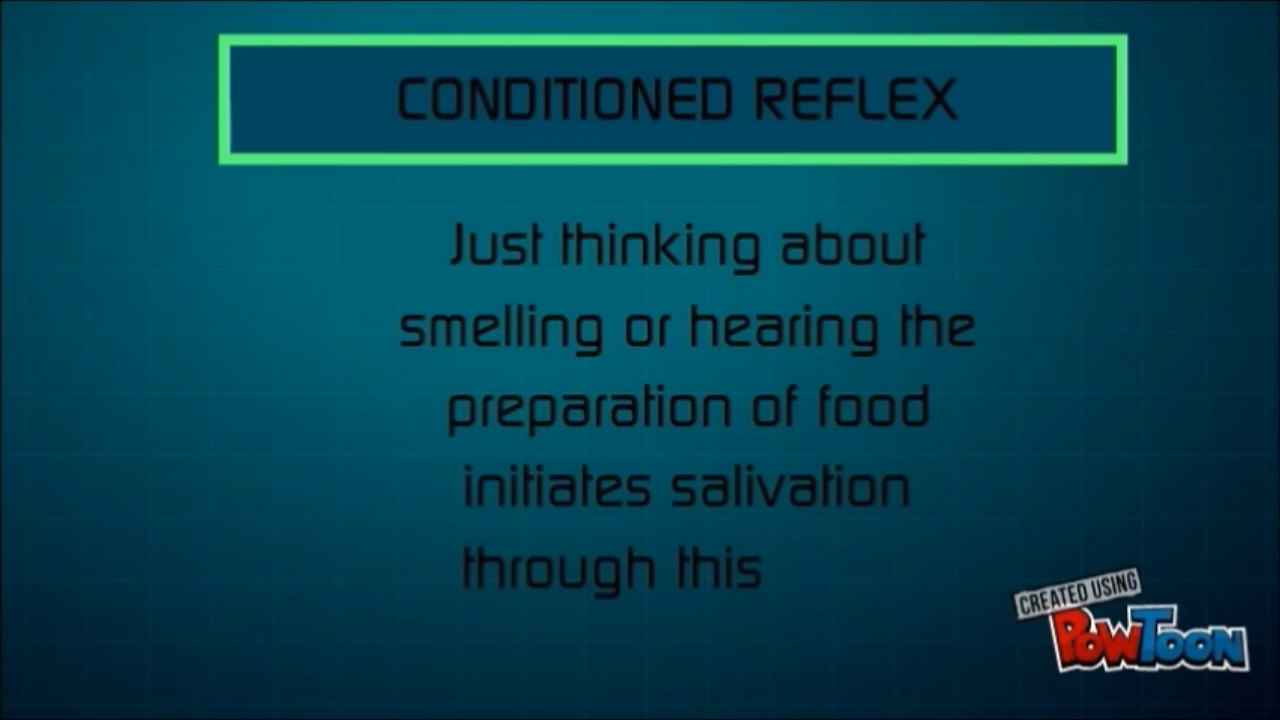 CONDITIONED REFLEX
Just thinking about
smelling or hearing the
preparation of food
initiates salivation
through this
CREATED USING
POWTOON